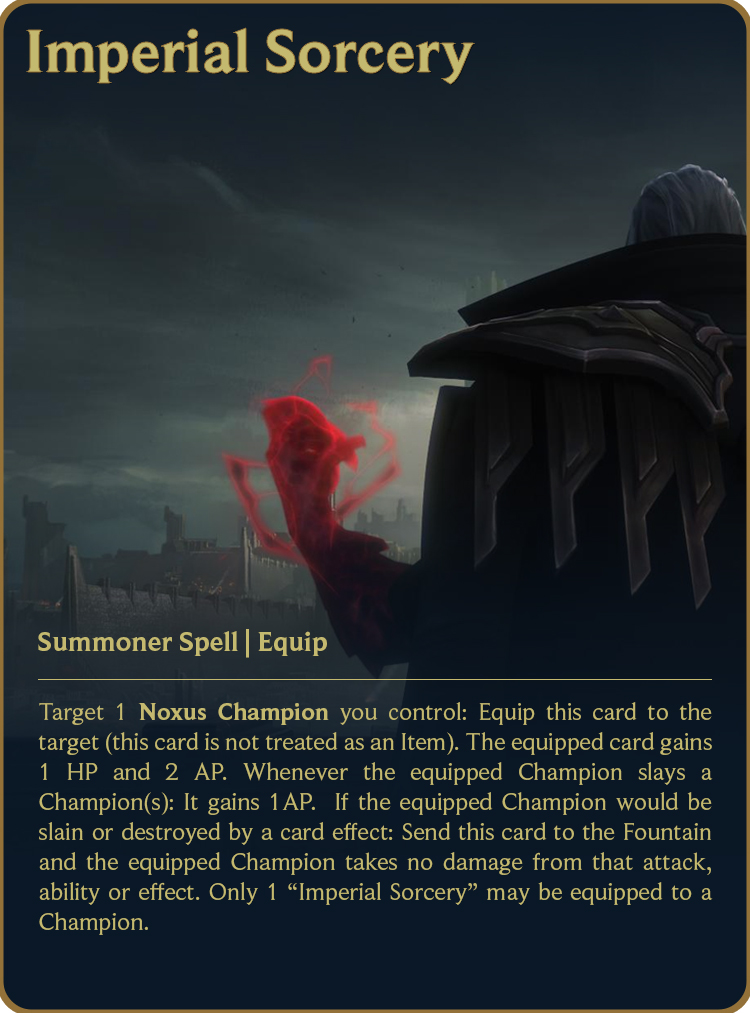 Imperial Sorcery
Summoner Spell | Equip
Target 1 Noxus Champion you control: Equip this card to the
target (this card is not treated as an Item). The equipped card gains
1 HP and 2 AP. Whenever the equipped Champion slays a
Champion(s): It gains 1 AP. If the equipped Champion would be
slain or destroyed by a card effect: Send this card to the Fountain
and the equipped Champion takes no damage from that attack,
ability or effect. Only 1 “Imperial Sorcery” may be equipped to a
Champion.